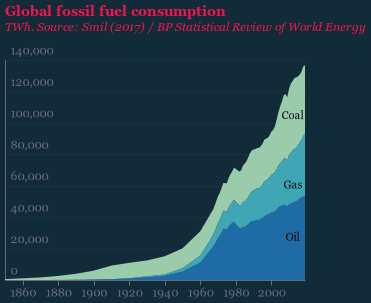 Global fossil fuel consumption
TWh. Source: Smil (2017) / BP Statistical Review of World Energy
140,000
120,000
100,000
80,000
60,000
40,000
20,000
0
Coal
Gas
Oil
1860 1880 1900 1920 1940 1960 1980 2000